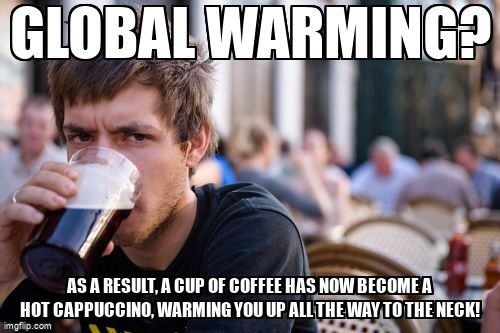 GLOBAL WARMING?
AS A RESULT, A CUP OF COFFEE HAS NOW BECOME A
HOT CAPPUCCINO, WARMING YOU UP ALL THE WAY TO THE NECK!
imgflip.com